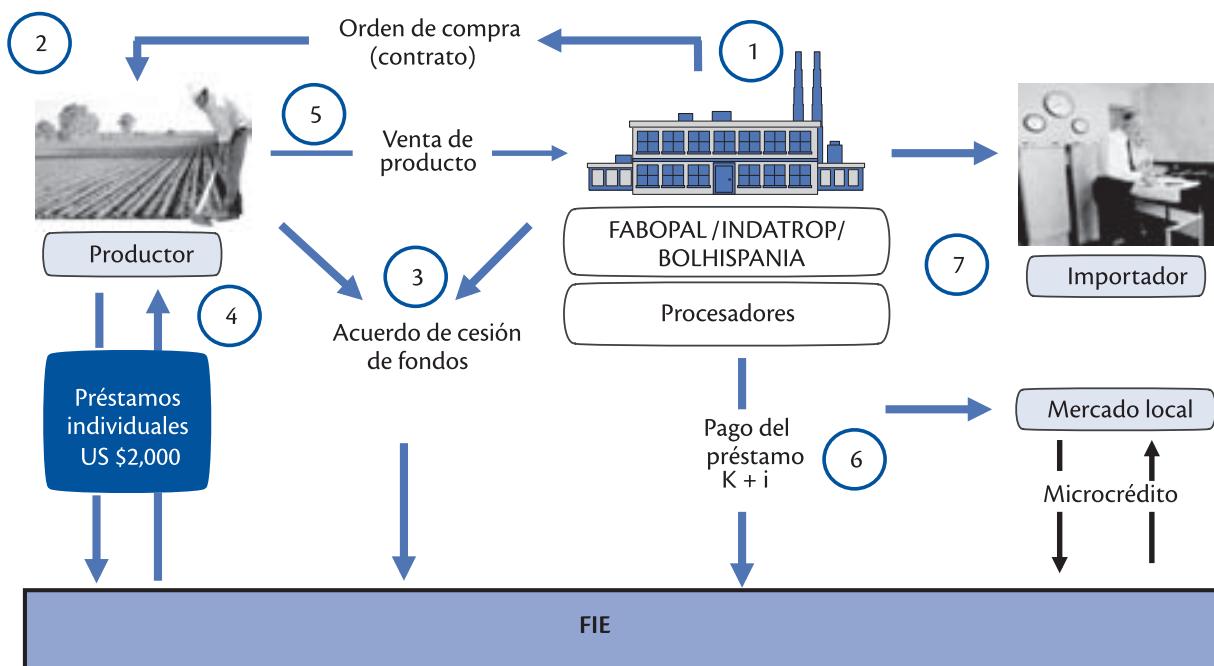 2
Orden de compra
(contrato)
1
5
Venta de
producto
Productor
FABOPAL /INDATROP/
BOLHISPANIA
7
Importador
3
4
Procesadores
Acuerdo de cesión
de fondos
Préstamos
individuales
US $2,000
Mercado local
Pago del
préstamo
K + i
6
Microcrédito
FIE